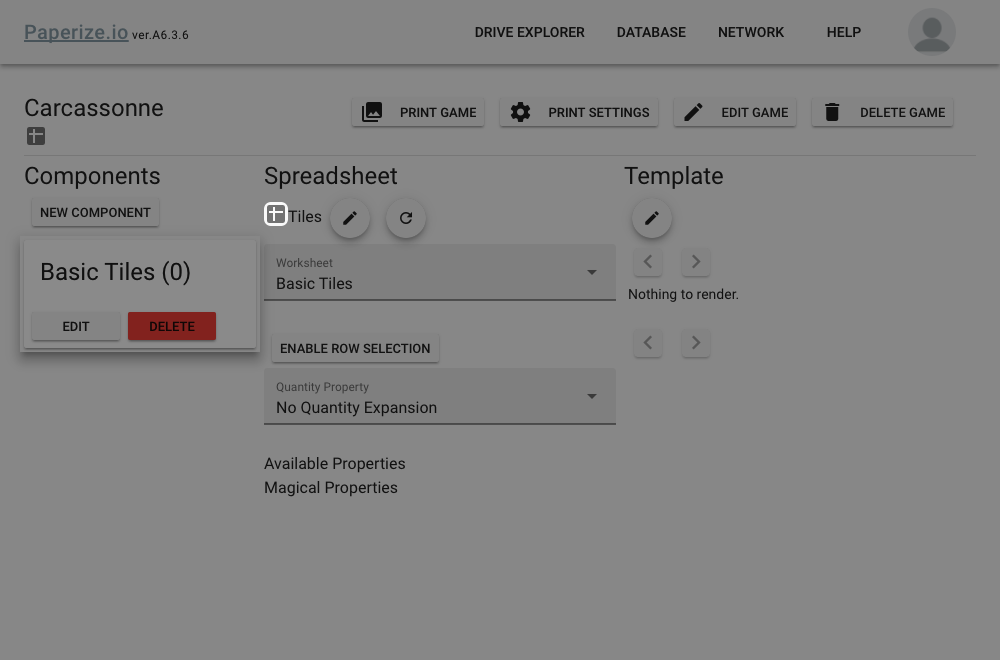 Paperize.io ver.A6.3.6
DRIVE EXPLORER DATABASE NETWORK HELP
Carcassonne
PRINT GAME PRINT SETTINGS EDIT GAME DELETE GAME
Components
NEW COMPONENT
Basic Tiles (0)
EDIT DELETE
Spreadsheet
Tiles
Worksheet
Basic Tiles
ENABLE ROW SELECTION
Quantity Property
No Quantity Expansion
Available Properties
Magical Properties
Template
Nothing to render.